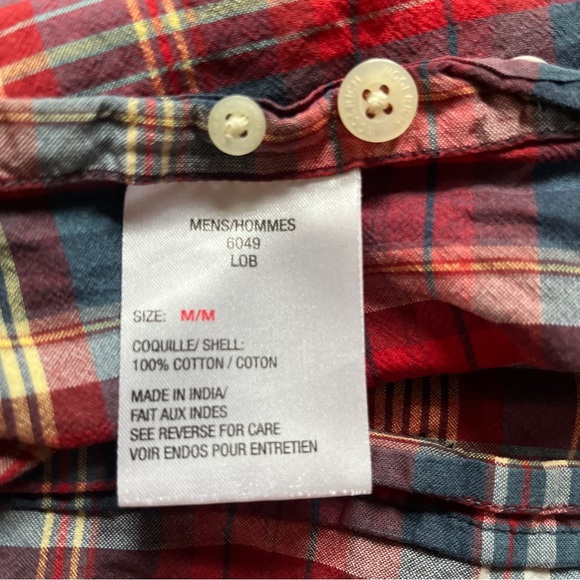 MENS/HOMMES
6049
LOB
SIZE: M/M
COQUILLE/ SHELL:
100% COTTON / COTON
MADE IN INDIA/
FAIT AUX INDES
SEE REVERSE FOR CARE
VOIR ENDOS POUR ENTRETIEN